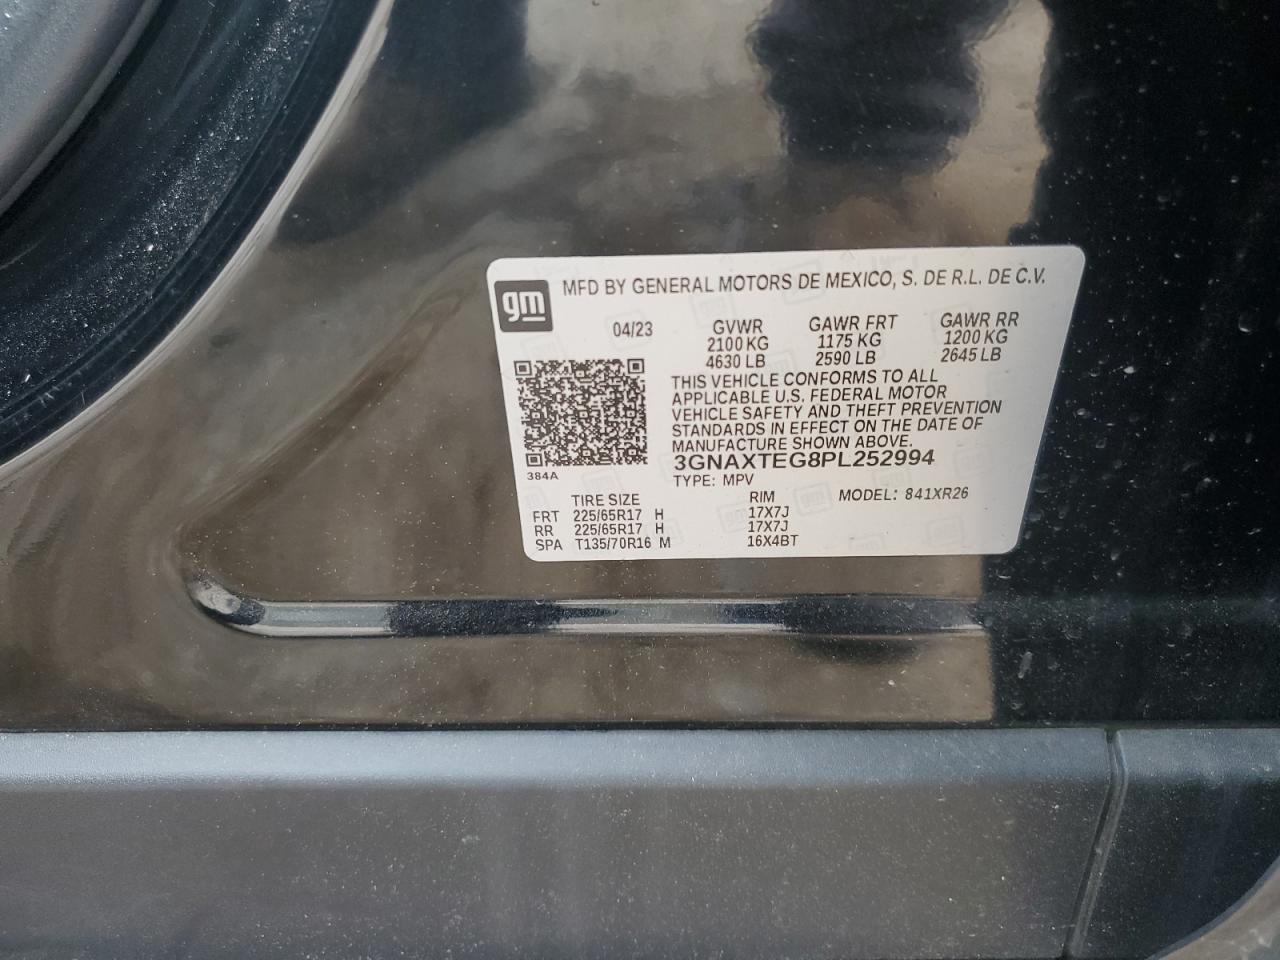 gm
MFD BY GENERAL MOTORS DE MEXICO, S. DE R.L. DE C.V.
04/23 GVWR GAWR FRT GAWR RR
2100 KG 1175 KG 1200 KG
4630 LB 2590 LB 2645 LB
THIS VEHICLE CONFORMS TO ALL
APPLICABLE U.S. FEDERAL MOTOR
VEHICLE SAFETY AND THEFT PREVENTION
STANDARDS IN EFFECT ON THE DATE OF
MANUFACTURE SHOWN ABOVE.
3GNAXTEG8PL252994
384A
TYPE: MPV
TIRE SIZE RIM MODEL: 841XR26
FRT 225/65R17 H 17X7J
RR 225/65R17 H 17X7J
SPA T135/70R16 M 16X4BT